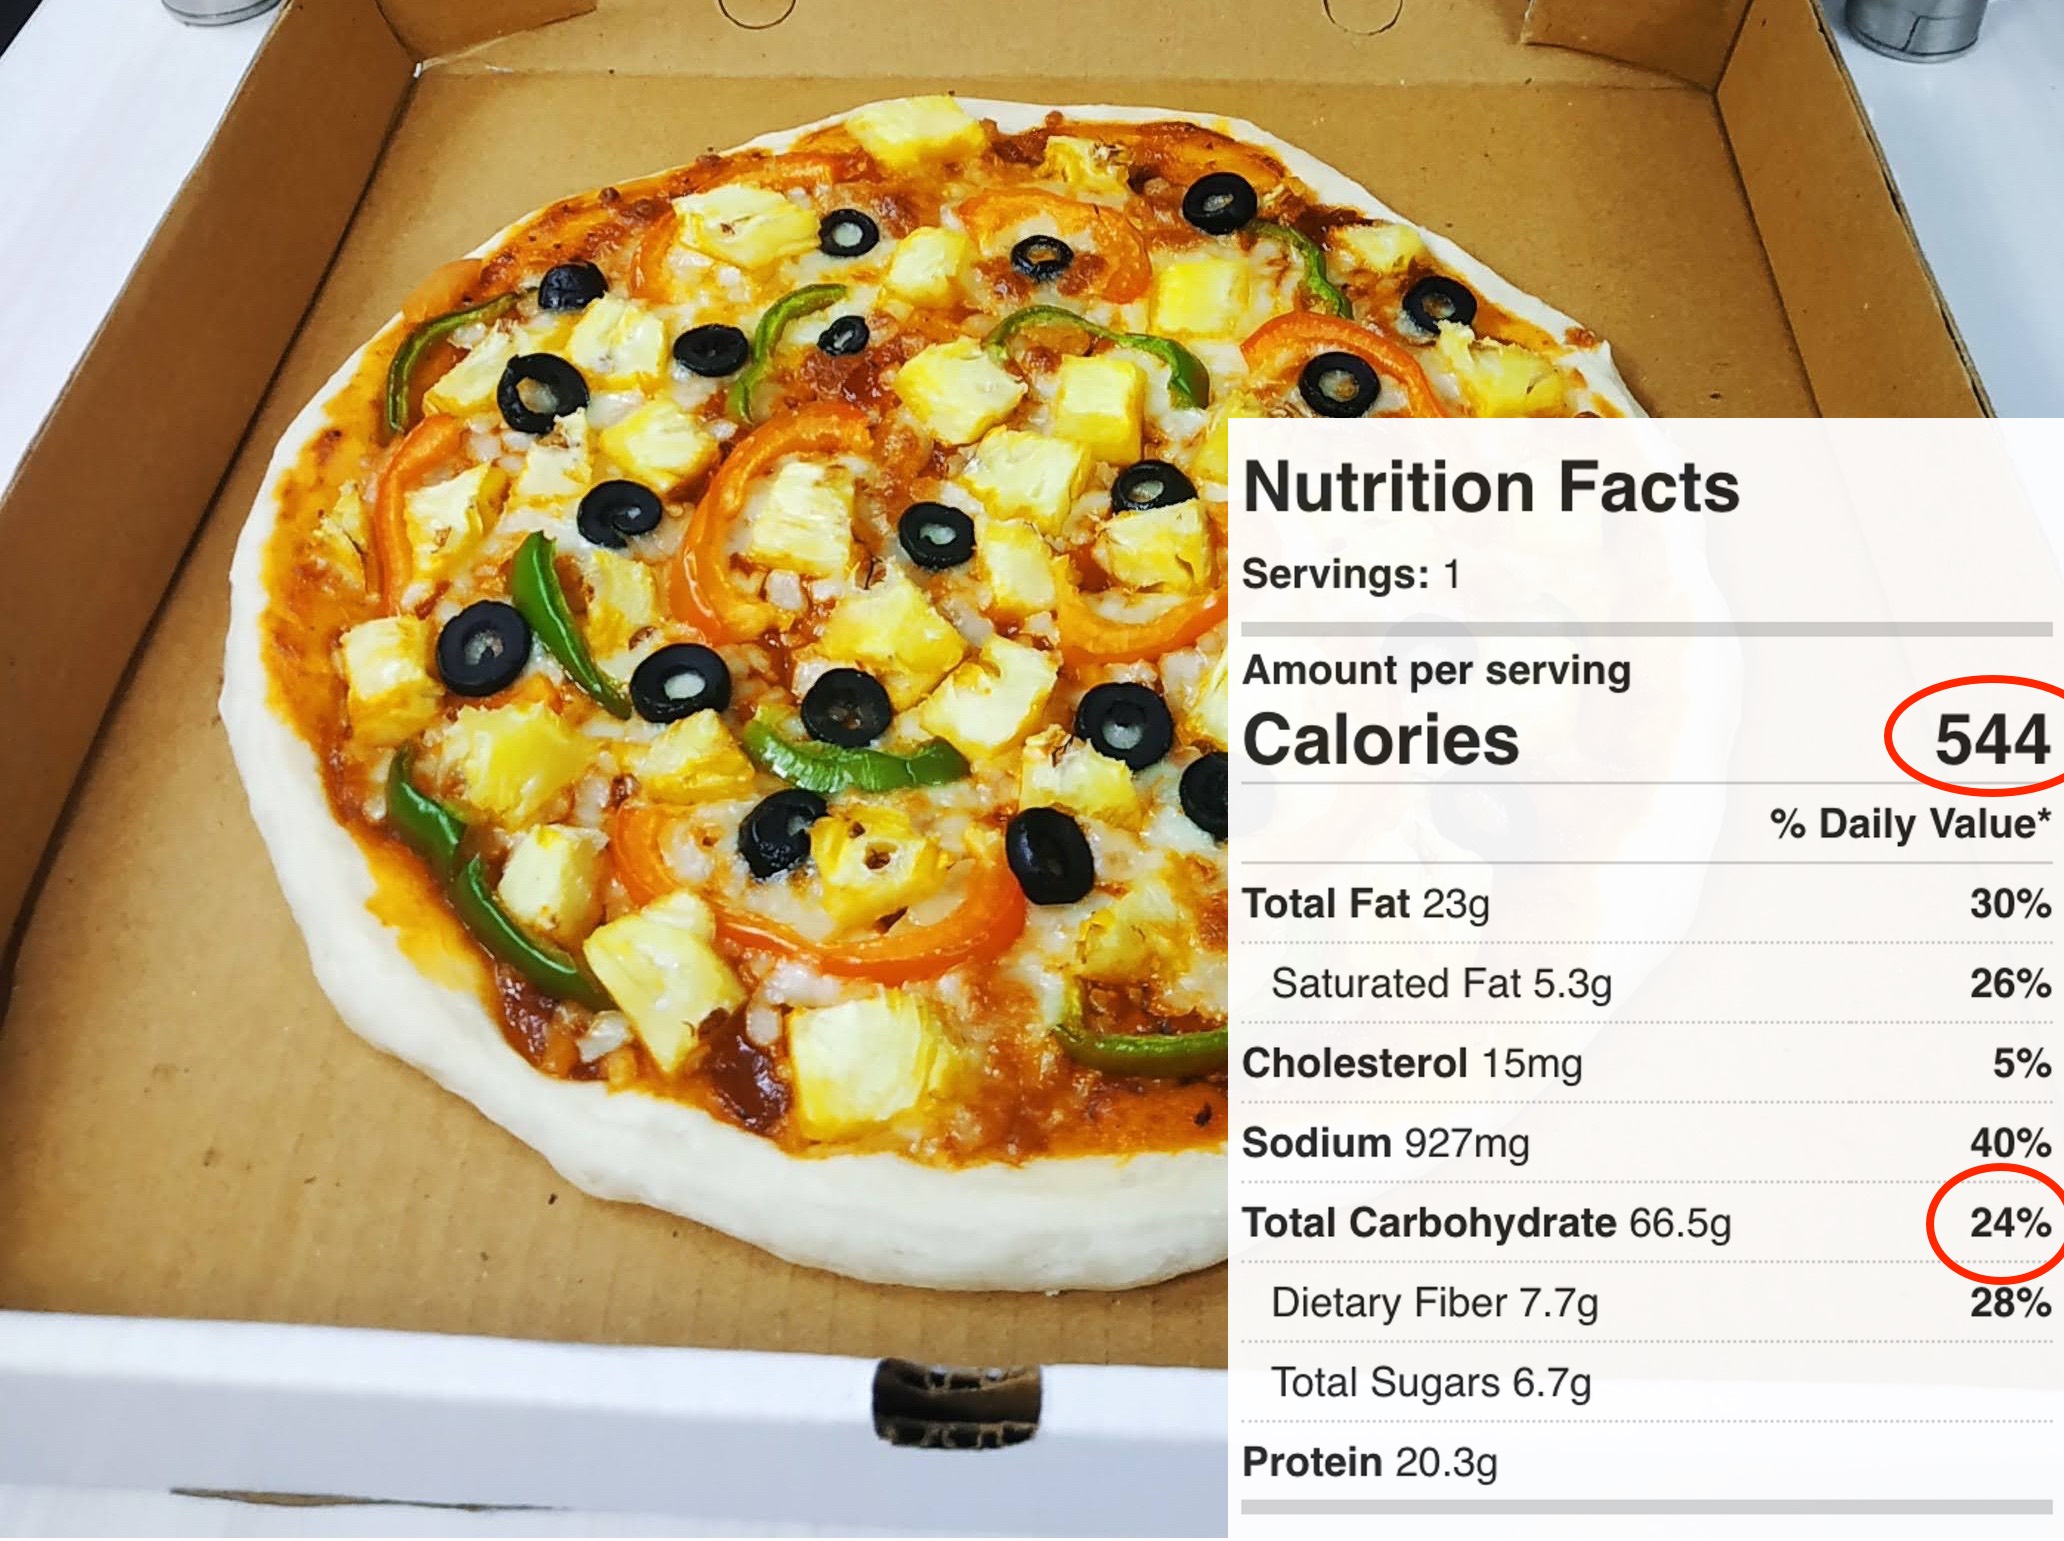 Nutrition Facts
Servings: 1
Amount per serving
Calories 544
% Daily Value*
Total Fat 23g 30%
Saturated Fat 5.3g 26%
Cholesterol 15mg 5%
Sodium 927mg 40%
Total Carbohydrate 66.5g 24%
Dietary Fiber 7.7g 28%
Total Sugars 6.7g
Protein 20.3g